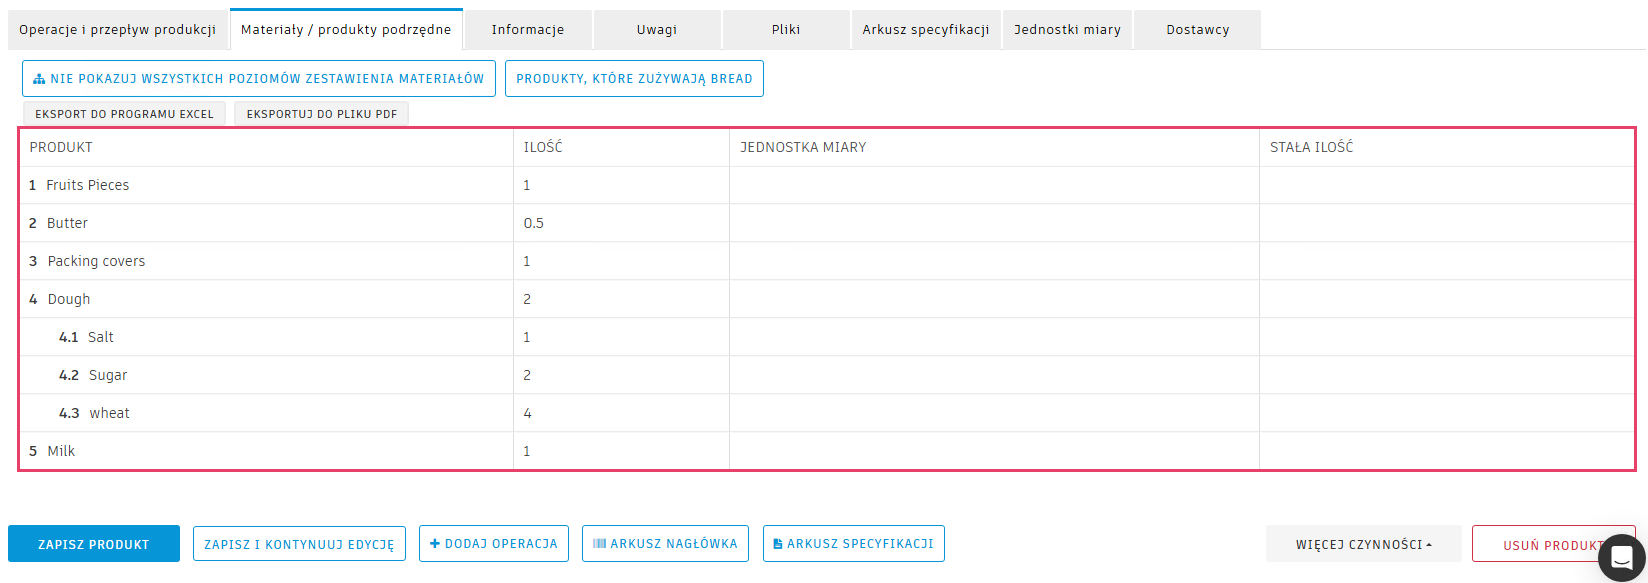 Operacje i przepływ produkcji Materiały / produkty podrzędne Informacje Uwagi Pliki Arkusz specyfikacji Jednostki miary Dostawcy
NIE POKAZUJ WSZYSTKICH POZIOMÓW ZESTAWIENIA MATERIAŁÓW PRODUKTY, KTÓRE ZUŻYWAJĄ BREAD
EKSPORT DO PROGRAMU EXCEL EKSPORTUJ DO PLIKU PDF
PRODUKT ILOŚĆ JEDNOSTKA MIARY STAŁA ILOŚĆ
1 Fruits Pieces 1
2 Butter 0.5
3 Packing covers 1
4 Dough 2
4.1 Salt 1
4.2 Sugar 2
4.3 wheat 4
5 Milk 1
ZAPISZ PRODUKT ZAPISZ I KONTYNUUJ EDYCJĘ DODAJ OPERACJA ARKUSZ NAGŁÓWKA ARKUSZ SPECYFIKACJI WIĘCEJ CZYNNOŚCI USUŃ PRODUKT